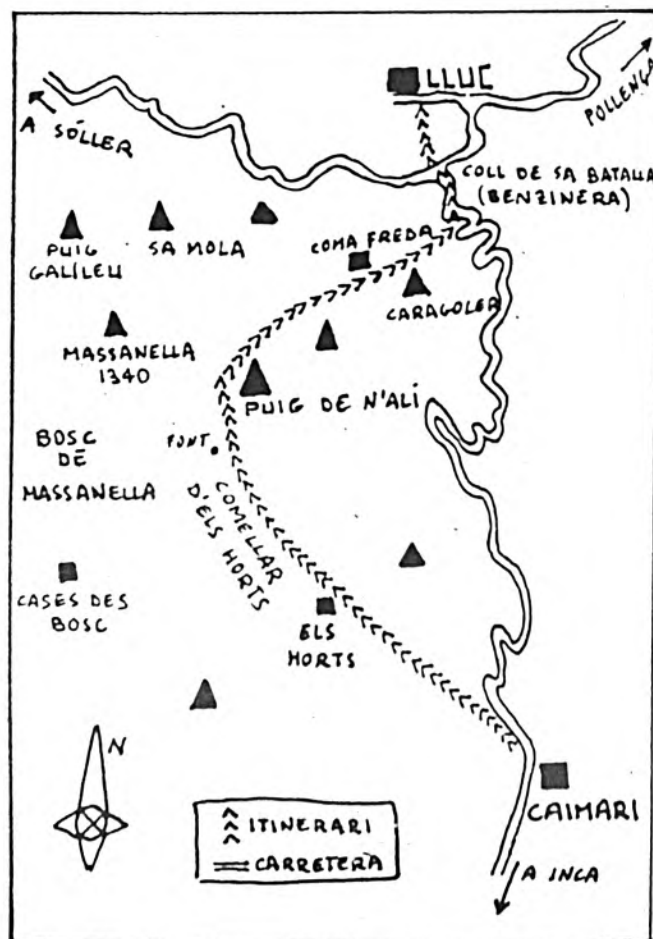 LLUC
POLLENÇA
A SÓLLER
COLL DE SA BATALLA
(BENZINERA)
COMA FREDA
PUIG
GALILEU
SA MOLA
CARAGOLER
MASSANELLA
1340
PUIG DE N'ALÍ
BOSC
DE
MASSANELLA
FONT
COMELLAR
D'ELS HORTS
CASES DES
BOSC
ELS
HORTS
N
ITINERARI
CARRETERA
CAIMARI
A INCA